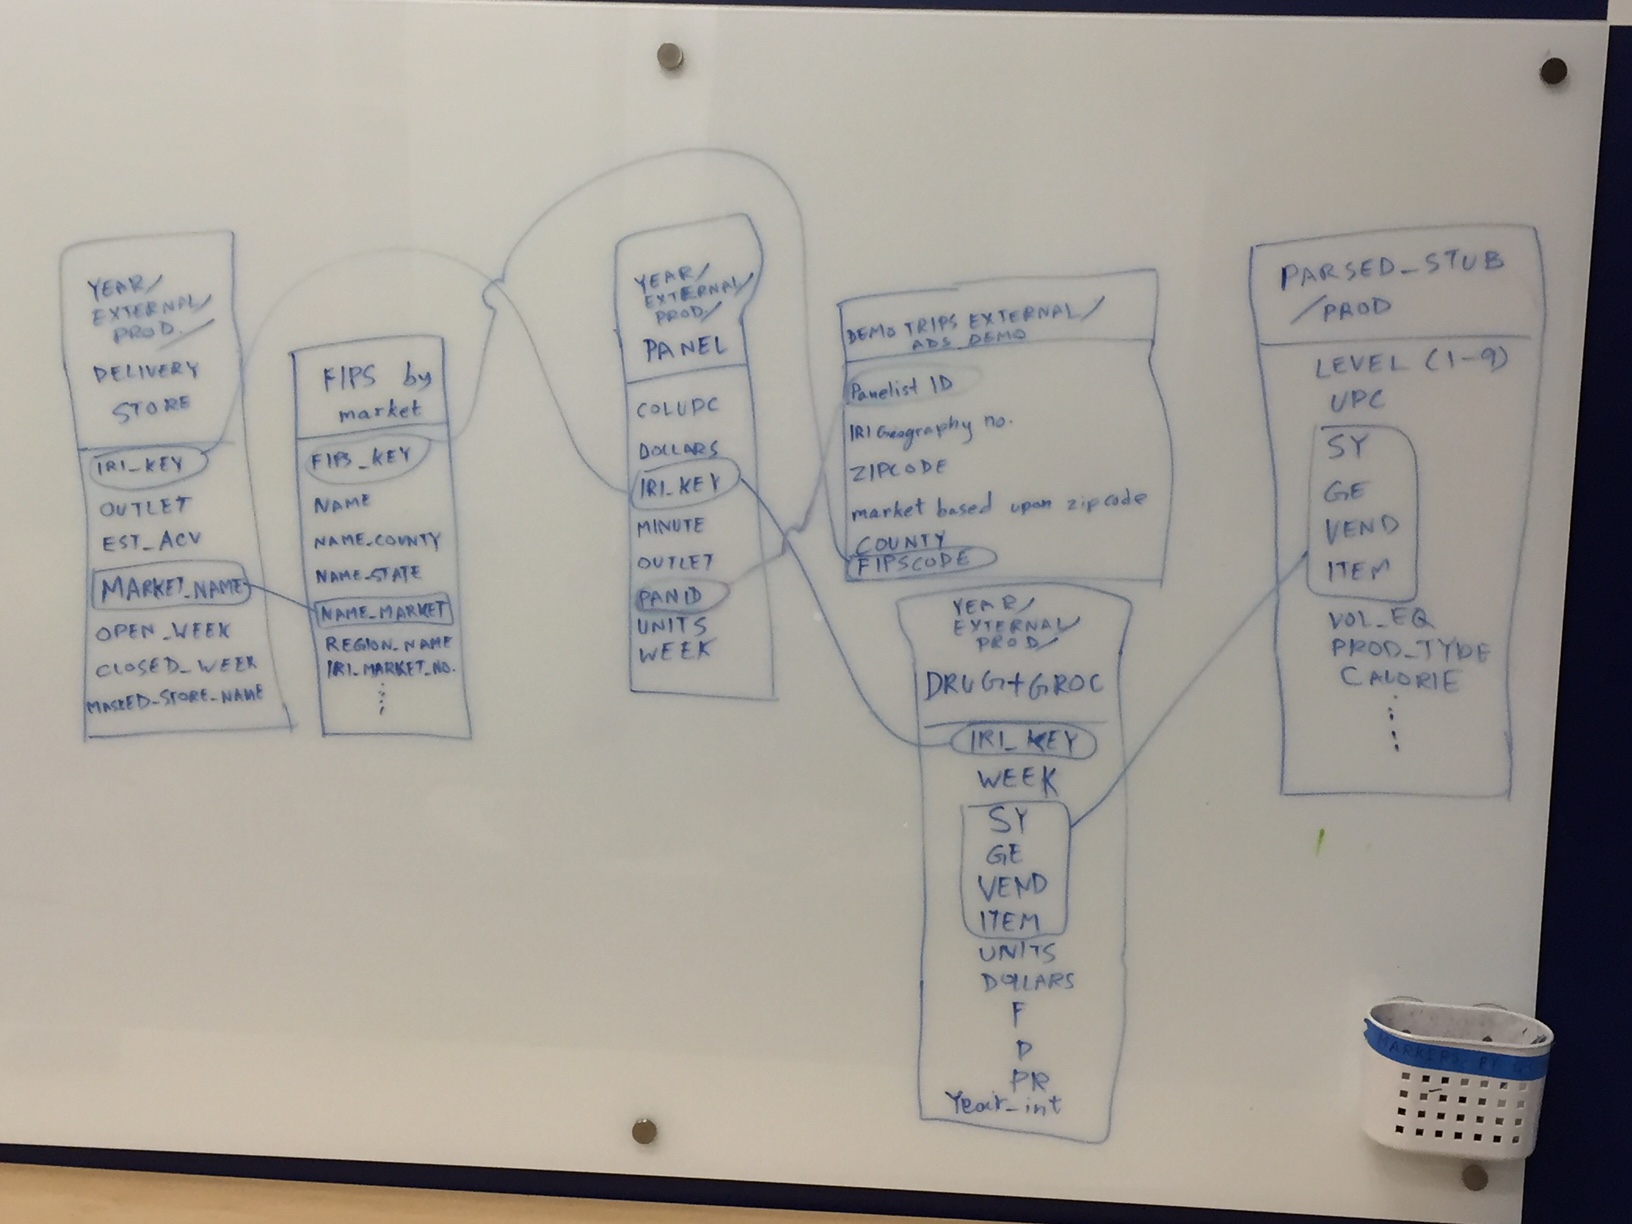 YEAR/
EXTERNAL/
PROD./
DELIVERY
STORE
IRI_KEY
OUTLET
EST_ACV
MARKET_NAME
OPEN_WEEK
CLOSED_WEEK
MASKED_STORE_NAME
FIPS by
market
FIPS_KEY
NAME
NAME_COUNTY
NAME_STATE
NAME_MARKET
REGION_NAME
IRI_MARKET_NO.
YEAR/
EXTERNAL/
PROD/
PANEL
COLUPC
DOLLARS
IRI_KEY
MINUTE
OUTLET
PANID
UNITS
WEEK
DEMO TRIPS EXTERNAL/
ADS DEMO
Panelist ID
IRI Geography no.
ZIPCODE
market based upon zipcode
COUNTY
FIPSCODE
YEAR/
EXTERNAL/
PROD/
DRUG+GROC
IRI_KEY
WEEK
SY
GE
VEND
ITEM
UNITS
DOLLARS
F
D
PR
Year_int
PARSED_STUB
/PROD
LEVEL (1-9)
UPC
SY
GE
VEND
ITEM
VOL_EQ
PROD_TYPE
CALORIE
MARKERS